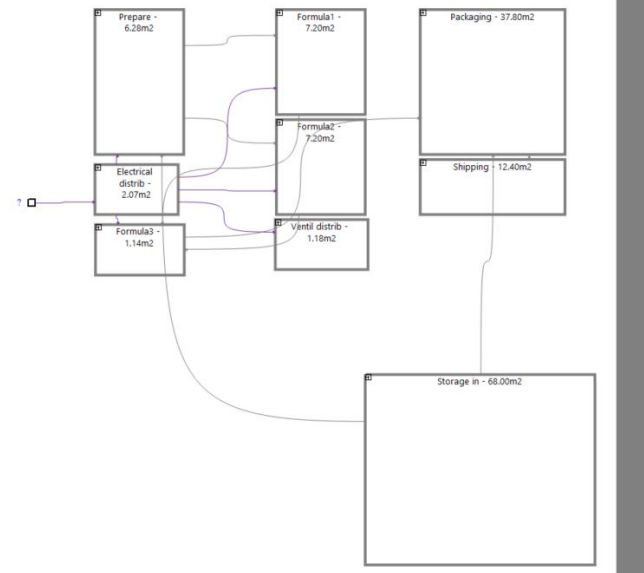 Prepare -
6.28m2
Formula1 -
7.20m2
Packaging - 37.80m2
Formula2 -
7.20m2
Electrical
distrib -
2.07m2
Shipping - 12.40m2
?
Formula3 -
1.14m2
Ventil distrib -
1.18m2
Storage in - 68.00m2